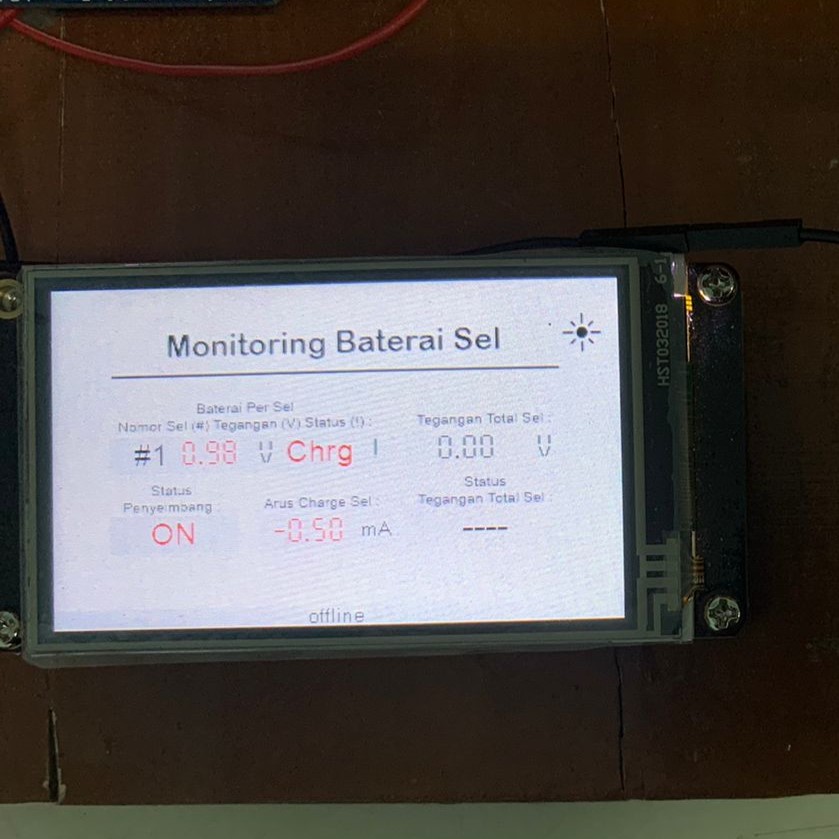 Monitoring Baterai Sel
Baterai Per Sel
Nomor Sel (#) Tegangan (V) Status (!) :
#1 0.98 V Chrg !
Tegangan Total Sel :
0.00 V
Status
Penyeimbang :
ON
Arus Charge Sel :
-0.50 mA
Status
Tegangan Total Sel :
----
offline
HST032018 6-1